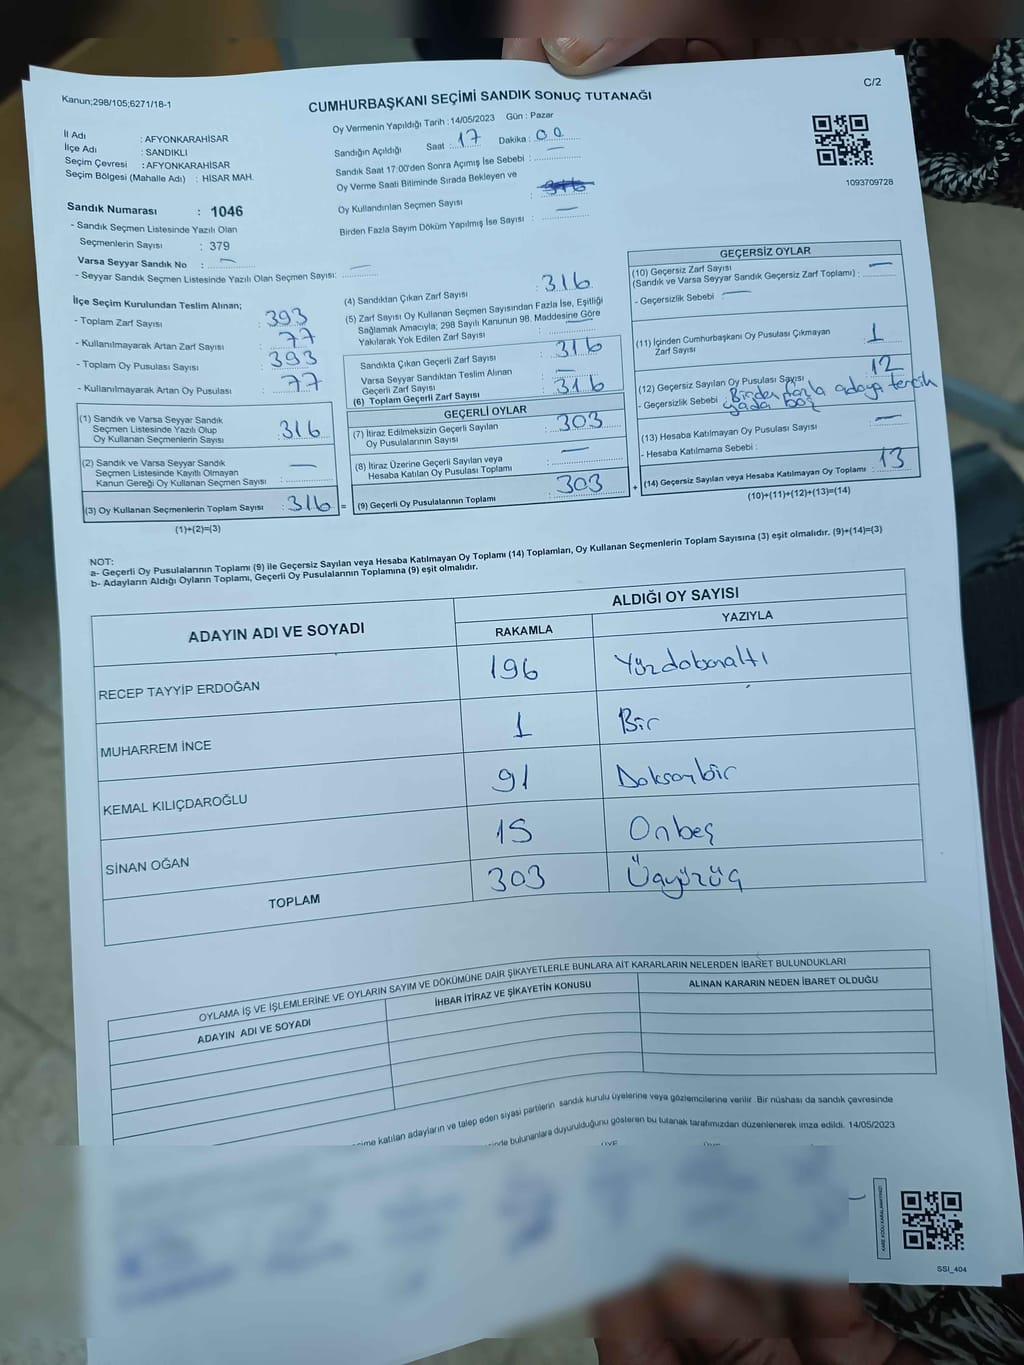 Kanun;298/105;6271/18-1
C/2
CUMHURBAŞKANI SEÇİMİ SANDIK SONUÇ TUTANAĞI
İl Adı : AFYONKARAHİSAR
İlçe Adı : SANDIKLI
Seçim Çevresi : AFYONKARAHİSAR
Seçim Bölgesi (Mahalle Adı) : HİSAR MAH.
Oy Vermenin Yapıldığı Tarih : 14/05/2023 Gün : Pazar
Sandığın Açıldığı Saat : 17 Dakika : 00
Sandık Saat 17:00'den Sonra Açımış İse Sebebi : —
Oy Verme Saati Bitiminde Sırada Bekleyen ve
Oy Kullandırılan Seçmen Sayısı :
Birden Fazla Sayım Döküm Yapılmış İse Sayısı : —
1093709728
Sandık Numarası : 1046
- Sandık Seçmen Listesinde Yazılı Olan
Seçmenlerin Sayısı : 379
Varsa Seyyar Sandık No : —
- Seyyar Sandık Seçmen Listesinde Yazılı Olan Seçmen Sayısı: —
İlçe Seçim Kurulundan Teslim Alınan;
- Toplam Zarf Sayısı : 393
- Kullanılmayarak Artan Zarf Sayısı : 77
- Toplam Oy Pusulası Sayısı : 393
- Kullanılmayarak Artan Oy Pusulası : 77
(1) Sandık ve Varsa Seyyar Sandık
Seçmen Listesinde Yazılı Olup
Oy Kullanan Seçmenlerin Sayısı : 316
(2) Sandık ve Varsa Seyyar Sandık
Seçmen Listesinde Kayıtlı Olmayan
Kanun Gereği Oy Kullanan Seçmen Sayısı : —
(3) Oy Kullanan Seçmenlerin Toplam Sayısı : 316 =
(1)+(2)=(3)
(4) Sandıktan Çıkan Zarf Sayısı : 316
(5) Zarf Sayısı Oy Kullanan Seçmen Sayısından Fazla İse, Eşitliği
Sağlamak Amacıyla; 298 Sayılı Kanunun 98. Maddesine Göre
Yakılarak Yok Edilen Zarf Sayısı : —
Sandıkta Çıkan Geçerli Zarf Sayısı : 316
Varsa Seyyar Sandıktan Teslim Alınan
Geçerli Zarf Sayısı : —
(6) Toplam Geçerli Zarf Sayısı : 316
GEÇERLİ OYLAR
(7) İtiraz Edilmeksizin Geçerli Sayılan
Oy Pusulalarının Sayısı : 303
(8) İtiraz Üzerine Geçerli Sayılan veya
Hesaba Katılan Oy Pusulası Toplamı : —
(9) Geçerli Oy Pusulalarının Toplamı : 303 +
GEÇERSİZ OYLAR
(10) Geçersiz Zarf Sayısı
(Sandık ve Varsa Seyyar Sandık Geçersiz Zarf Toplamı) : —
- Geçersizlik Sebebi : —
(11) İçinden Cumhurbaşkanı Oy Pusulası Çıkmayan
Zarf Sayısı : 1
(12) Geçersiz Sayılan Oy Pusulası Sayısı : 12
- Geçersizlik Sebebi : Birden fazla adaya tercih
yada boş
(13) Hesaba Katılmayan Oy Pusulası Sayısı : —
- Hesaba Katılmama Sebebi :
(14) Geçersiz Sayılan veya Hesaba Katılmayan Oy Toplamı : 13
(10)+(11)+(12)+(13)=(14)
NOT:
a- Geçerli Oy Pusulalarının Toplamı (9) ile Geçersiz Sayılan veya Hesaba Katılmayan Oy Toplamı (14) Toplamları, Oy Kullanan Seçmenlerin Toplam Sayısına (3) eşit olmalıdır. (9)+(14)=(3)
b- Adayların Aldığı Oyların Toplamı, Geçerli Oy Pusulalarının Toplamına (9) eşit olmalıdır.
ADAYIN ADI VE SOYADI
ALDIĞI OY SAYISI
RAKAMLA YAZIYLA
RECEP TAYYİP ERDOĞAN 196 Yüzdoksanaltı
MUHARREM İNCE 1 Bir
KEMAL KILIÇDAROĞLU 91 Doksanbir
SİNAN OĞAN 15 Onbeş
TOPLAM 303 Üçyüzüç
OYLAMA İŞ VE İŞLEMLERİNE VE OYLARIN SAYIM VE DÖKÜMÜNE DAİR ŞİKAYETLERLE BUNLARA AİT KARARLARIN NELERDEN İBARET BULUNDUKLARI
ADAYIN ADI VE SOYADI İHBAR İTİRAZ VE ŞİKAYETİN KONUSU ALINAN KARARIN NEDEN İBARET OLDUĞU
katılan adayların ve talep eden siyasi partilerin sandık kurulu üyelerine veya gözlemcilerine verilir. Bir nüshası da sandık çevresinde
bulunanlara duyurulduğunu gösteren bu tutanak tarafımızdan düzenlenerek imza edildi. 14/05/2023
KARE KODU KARALAMAYINIZ!
SSİ_404